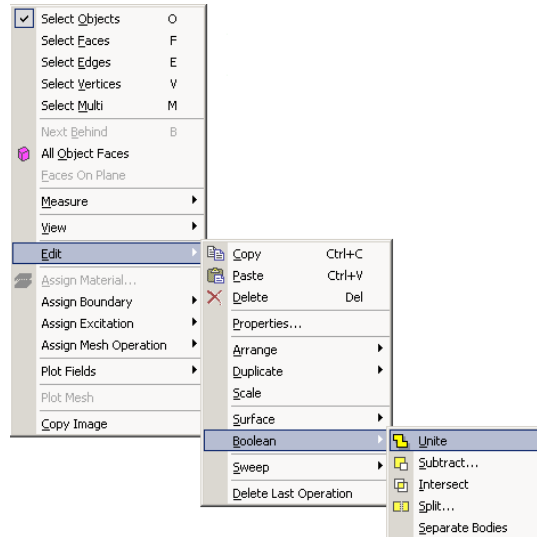 Select Objects O
Select Faces F
Select Edges E
Select Vertices V
Select Multi M
Next Behind B
All Object Faces
Faces On Plane
Measure
View
Edit
Assign Material...
Assign Boundary
Assign Excitation
Assign Mesh Operation
Plot Fields
Plot Mesh
Copy Image
Copy Ctrl+C
Paste Ctrl+V
Delete Del
Properties...
Arrange
Duplicate
Scale
Surface
Boolean
Sweep
Delete Last Operation
Unite
Subtract...
Intersect
Split...
Separate Bodies